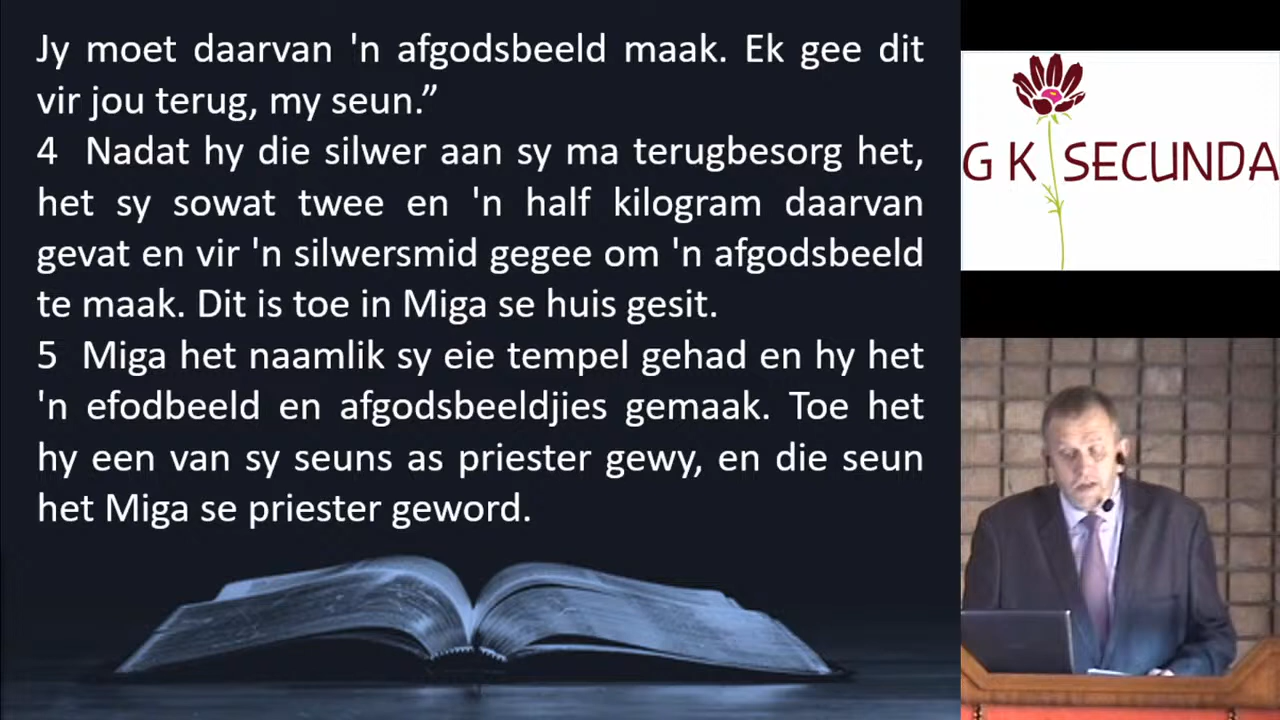 Jy moet daarvan 'n afgodsbeeld maak. Ek gee dit
vir jou terug, my seun.”
4 Nadat hy die silwer aan sy ma terugbesorg het,
het sy sowat twee en 'n half kilogram daarvan
gevat en vir 'n silwersmid gegee om 'n afgodsbeeld
te maak. Dit is toe in Miga se huis gesit.
5 Miga het naamlik sy eie tempel gehad en hy het
'n efodbeeld en afgodsbeeldjies gemaak. Toe het
hy een van sy seuns as priester gewy, en die seun
het Miga se priester geword.
G K SECUNDA